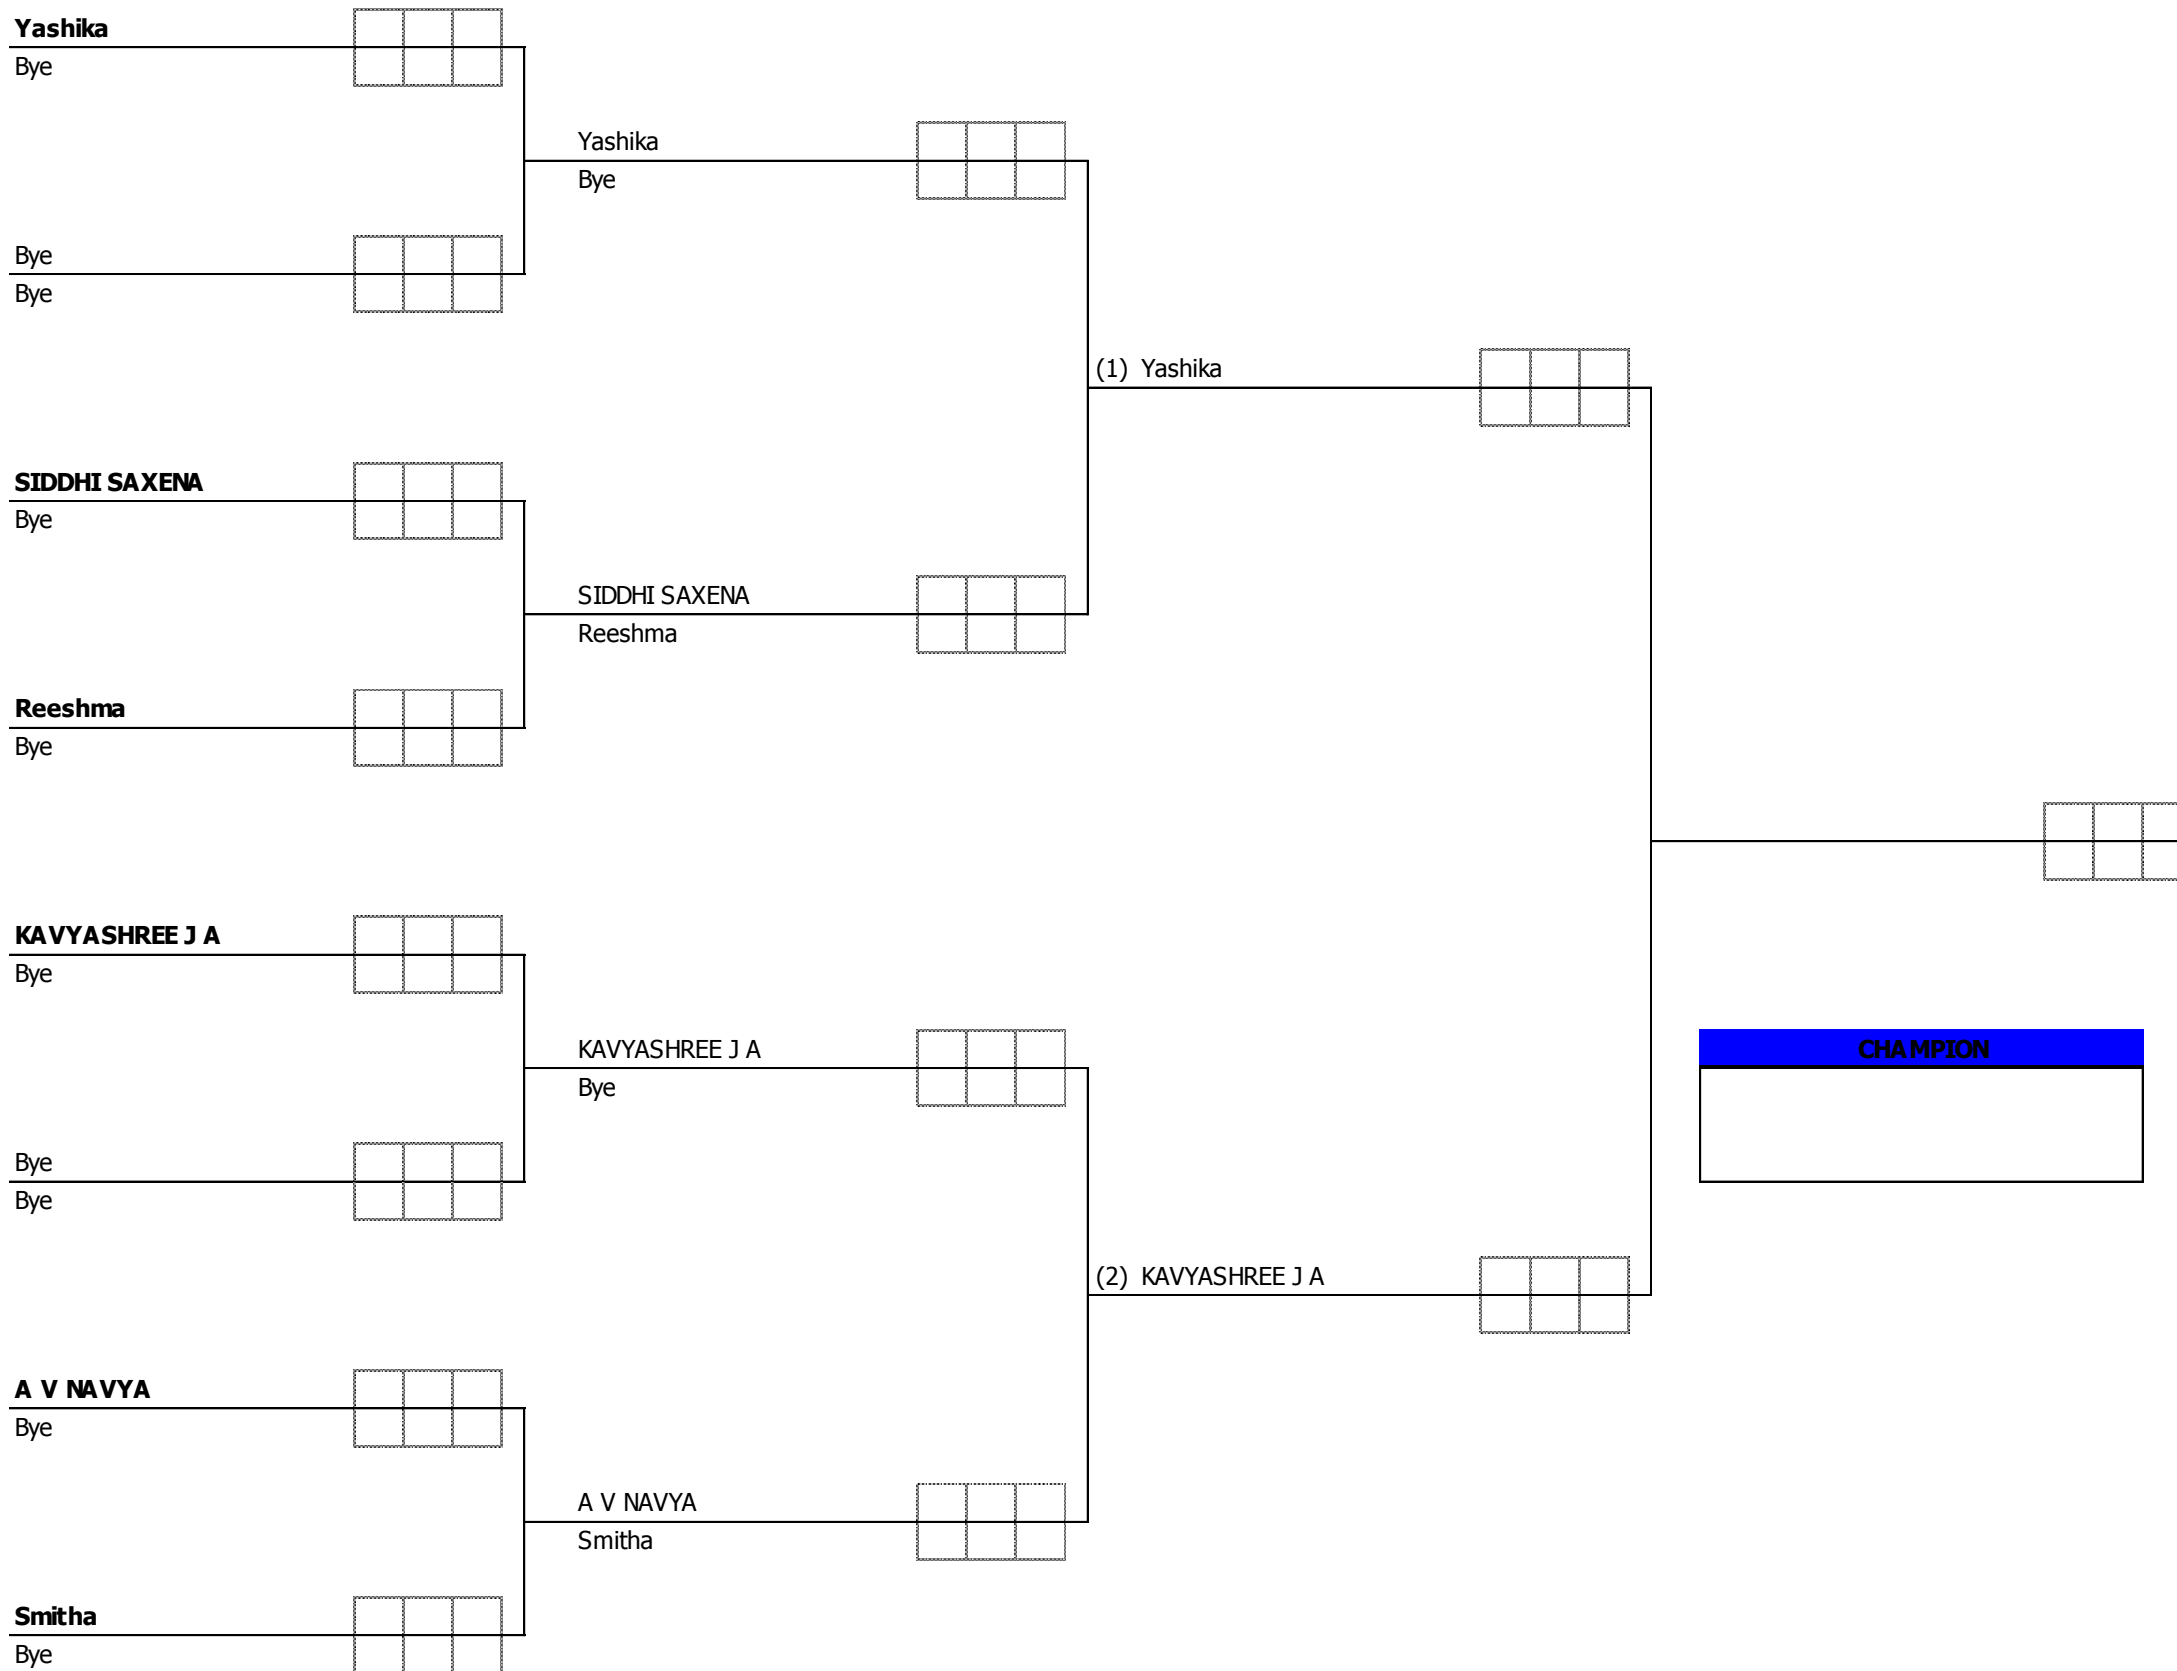 Yashika
Bye
Yashika
Bye
Bye
Bye
(1) Yashika
SIDDHI SAXENA
Bye
SIDDHI SAXENA
Reeshma
Reeshma
Bye
KAVYASHREE J A
Bye
KAVYASHREE J A
Bye
CHAMPION
Bye
Bye
(2) KAVYASHREE J A
A V NAVYA
Bye
A V NAVYA
Smitha
Smitha
Bye